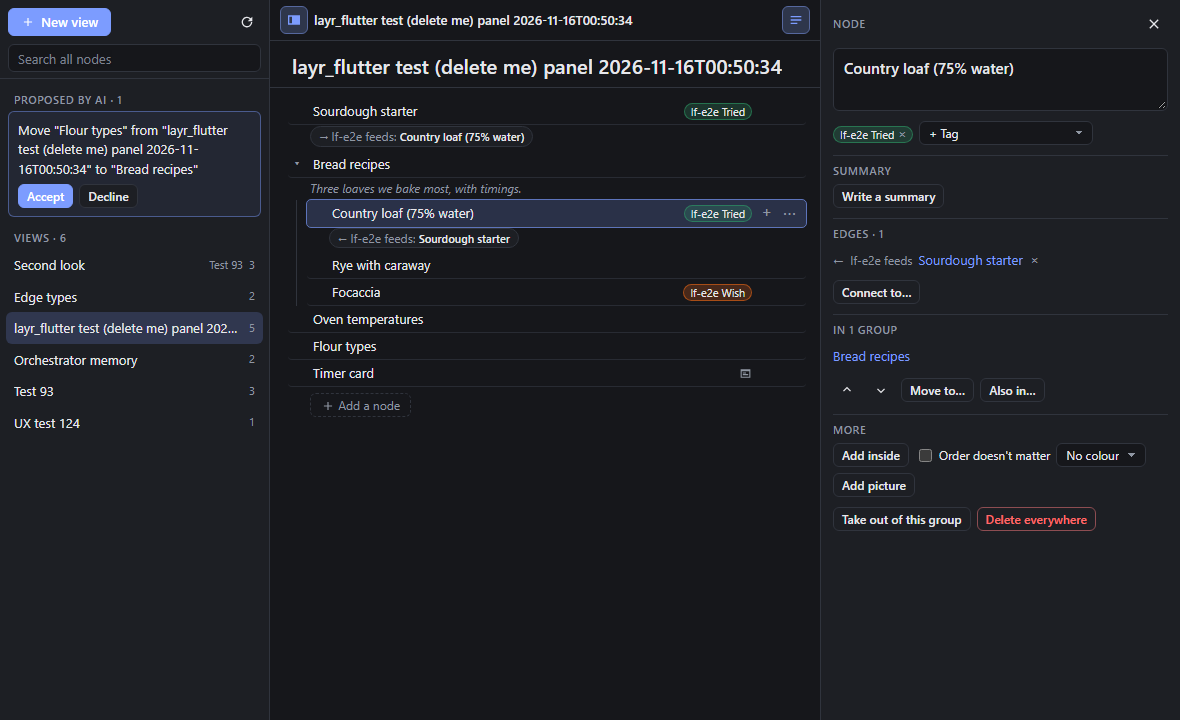 + New view
Search all nodes
PROPOSED BY AI · 1
Move "Flour types" from "layr_flutter
test (delete me) panel 2026-11-
16T00:50:34" to "Bread recipes"
Accept
Decline
VIEWS · 6
Second look Test 93 3
Edge types 2
layr_flutter test (delete me) panel 202... 5
Orchestrator memory 2
Test 93 3
UX test 124 1
layr_flutter test (delete me) panel 2026-11-16T00:50:34
layr_flutter test (delete me) panel 2026-11-16T00:50:34
Sourdough starter lf-e2e Tried
→ lf-e2e feeds: Country loaf (75% water)
Bread recipes
Three loaves we bake most, with timings.
Country loaf (75% water) lf-e2e Tried + ...
← lf-e2e feeds: Sourdough starter
Rye with caraway
Focaccia lf-e2e Wish
Oven temperatures
Flour types
Timer card
+ Add a node
NODE
Country loaf (75% water)
lf-e2e Tried ×
+ Tag
SUMMARY
Write a summary
EDGES · 1
← lf-e2e feeds Sourdough starter ×
Connect to...
IN 1 GROUP
Bread recipes
Move to...
Also in...
MORE
Add inside
Order doesn't matter
No colour
Add picture
Take out of this group
Delete everywhere